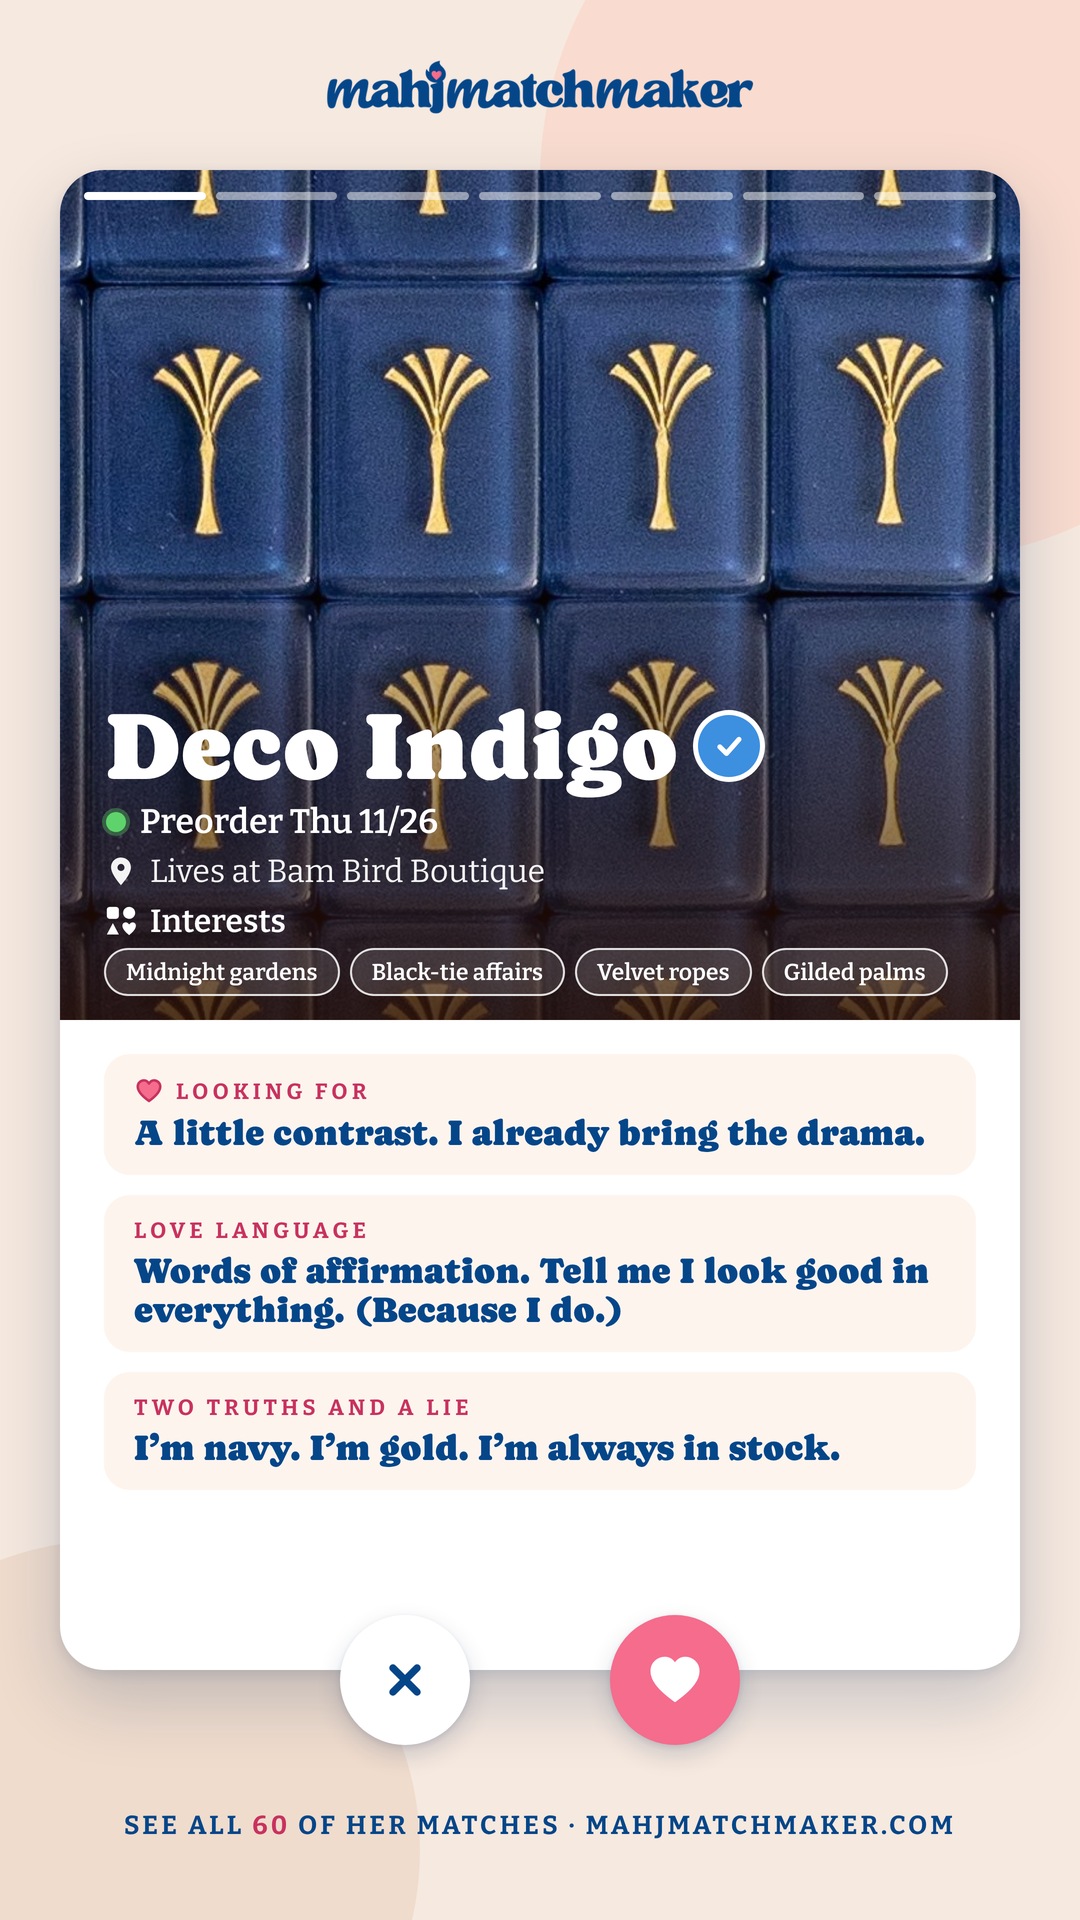 mahjmatchmaker
Deco Indigo
Preorder Thu 11/26
Lives at Bam Bird Boutique
Interests
Midnight gardens
Black-tie affairs
Velvet ropes
Gilded palms
LOOKING FOR
A little contrast. I already bring the drama.
LOVE LANGUAGE
Words of affirmation. Tell me I look good in
everything. (Because I do.)
TWO TRUTHS AND A LIE
I’m navy. I’m gold. I’m always in stock.
SEE ALL 60 OF HER MATCHES · MAHJMATCHMAKER.COM